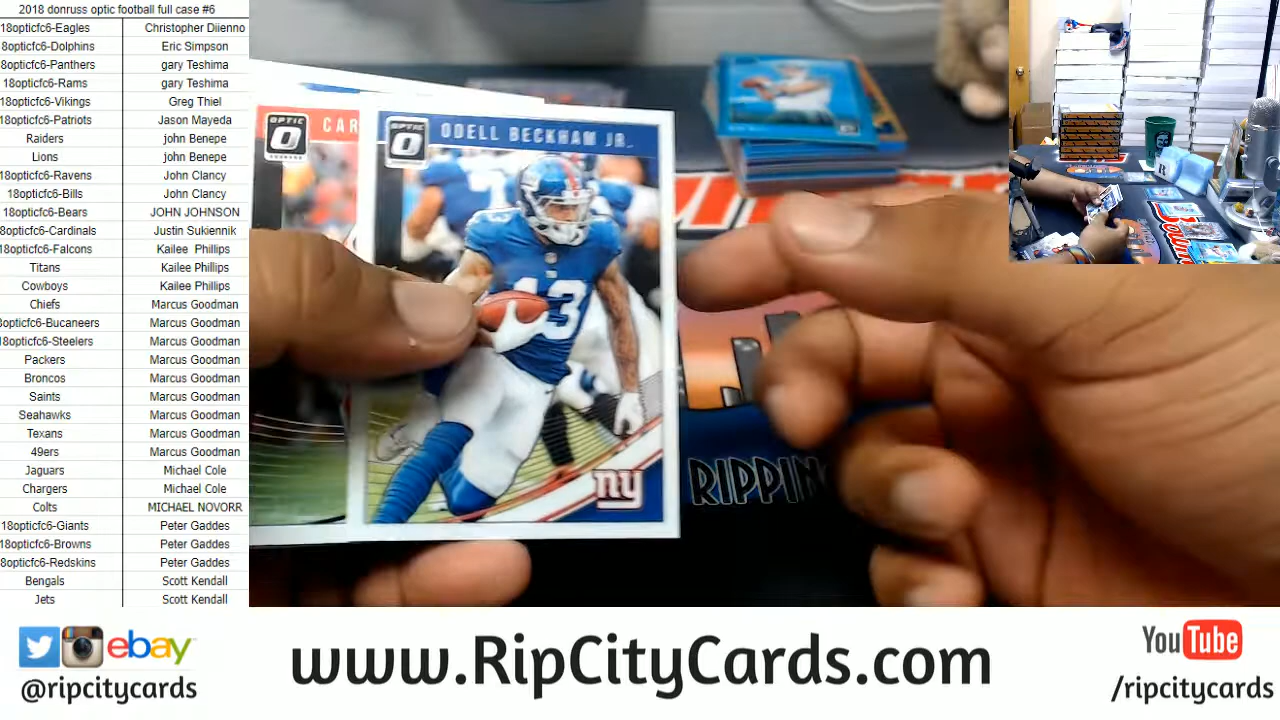 2018 donruss optic football full case #6
18opticfc6-Eagles Christopher Diienno
8opticfc6-Dolphins Eric Simpson
8opticfc6-Panthers gary Teshima
18opticfc6-Rams gary Teshima
18opticfc6-Vikings Greg Thiel
18opticfc6-Patriots Jason Mayeda
Raiders john Benepe
Lions john Benepe
18opticfc6-Ravens John Clancy
18opticfc6-Bills John Clancy
18opticfc6-Bears JOHN JOHNSON
8opticfc6-Cardinals Justin Sukiennik
8opticfc6-Falcons Kailee Phillips
Titans Kailee Phillips
Cowboys Kailee Phillips
Chiefs Marcus Goodman
8opticfc6-Bucaneers Marcus Goodman
18opticfc6-Steelers Marcus Goodman
Packers Marcus Goodman
Broncos Marcus Goodman
Saints Marcus Goodman
Seahawks Marcus Goodman
Texans Marcus Goodman
49ers Marcus Goodman
Jaguars Michael Cole
Chargers Michael Cole
Colts MICHAEL NOVORR
18opticfc6-Giants Peter Gaddes
18opticfc6-Browns Peter Gaddes
8opticfc6-Redskins Peter Gaddes
Bengals Scott Kendall
Jets Scott Kendall
OPTIC
CAR
OPTIC
ODELL BECKHAM JR.
13
ny
RIPPIN
ebay
@ripcitycards
www.RipCityCards.com
YouTube
/ripcitycards